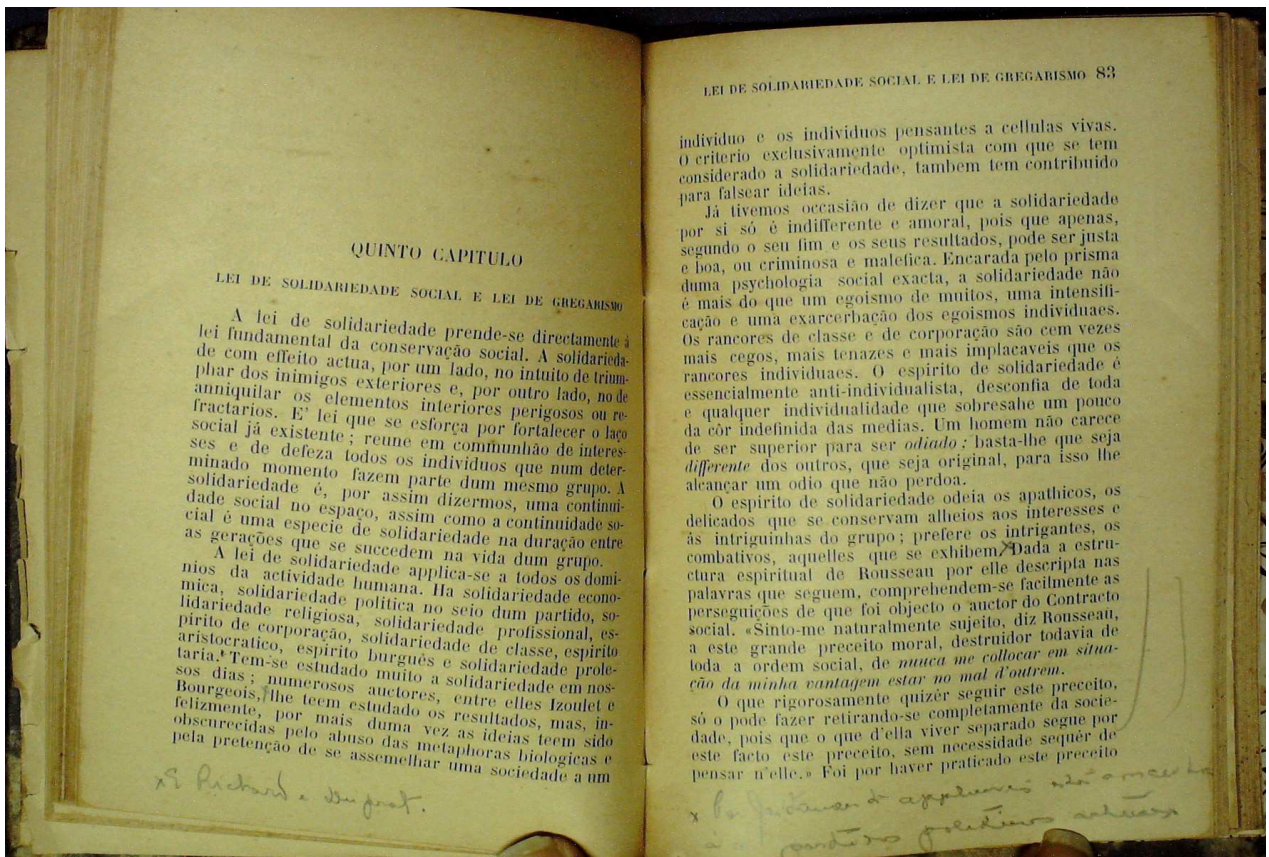 QUINTO CAPITULO
LEI DE SOLIDARIEDADE SOCIAL E LEI DE GREGARISMO
A lei de solidariedade prende-se directamente á
lei fundamental da conservação social. A solidarieda-
de com effeito actua, por um lado, no intuito de trium-
phar dos inimigos exteriores e, por outro lado, no de
anniquilar os elementos interiores perigosos ou re-
fractarios. E' lei que se esforça por fortalecer o laço
social já existente; reune em communhão de interes-
ses e de defeza todos os individuos que num deter-
minado momento fazem parte dum mesmo grupo. A
solidariedade é, por assim dizermos, uma continui-
dade social no espaço, assim como a continuidade so-
cial é uma especie de solidariedade na duração entre
as gerações que se succedem na vida dum grupo.
A lei de solidariedade applica-se a todos os domi-
nios da actividade humana. Ha solidariedade econo-
mica, solidariedade politica no seio dum partido, so-
lidariedade religiosa, solidariedade profissional, es-
pirito de corporação, solidariedade de classe, espirito
aristocratico, espirito burguês e solidariedade prole-
taria. Tem-se estudado muito a solidariedade em nos-
sos dias; numerosos auctores, entre elles Izoulet e
Bourgeois, lhe teem estudado os resultados, mas, in-
felizmente, por mais duma vez as ideias teem sido
obscurecidas pelo abuso das metaphoras biologicas e
pela pretenção de se assemelhar uma sociedade a um
LEI DE SOLIDARIEDADE SOCIAL E LEI DE GREGARISMO 83
individuo e os individuos pensantes a cellulas vivas.
O criterio exclusivamente optimista com que se tem
considerado a solidariedade, tambem tem contribuido
para falsear ideias.
Já tivemos occasião de dizer que a solidariedade
por si só é indifferente e amoral, pois que apenas,
segundo o seu fim e os seus resultados, pode ser justa
e boa, ou criminosa e malefica. Encarada pelo prisma
duma psychologia social exacta, a solidariedade não
é mais do que um egoismo de muitos, uma intensifi-
cação e uma exarcerbação dos egoismos individuaes.
Os rancores de classe e de corporação são cem vezes
mais cegos, mais tenazes e mais implacaveis que os
rancores individuaes. O espirito de solidariedade é
essencialmente anti-individualista, desconfia de toda
e qualquer individualidade que sobresahe um pouco
da côr indefinida das medias. Um homem não carece
de ser superior para ser odiado: basta-lhe que seja
differente dos outros, que seja original, para isso lhe
alcançar um odio que não perdoa.
O espirito de solidariedade odeia os apathicos, os
delicados que se conservam alheios aos interesses e
ás intriguinhas do grupo; prefere os intrigantes, os
combativos, aquelles que se exhibem. Dada a estru-
ctura espiritual de Rousseau por elle descripta nas
palavras que seguem, comprehendem-se facilmente as
perseguições de que foi objecto o auctor do Contracto
social. «Sinto-me naturalmente sujeito, diz Rousseau,
a este grande preceito moral, destruidor todavia de
toda a ordem social, de nunca me collocar em situa-
ção da minha vantagem estar no mal d'outrem.
O que rigorosamente quizér seguir este preceito,
só o pode fazer retirando-se completamente da socie-
dade, pois que o que d'ella viver separado segue por
este facto este preceito, sem necessidade sequér de
pensar n'elle.» Foi por haver praticado este preceito